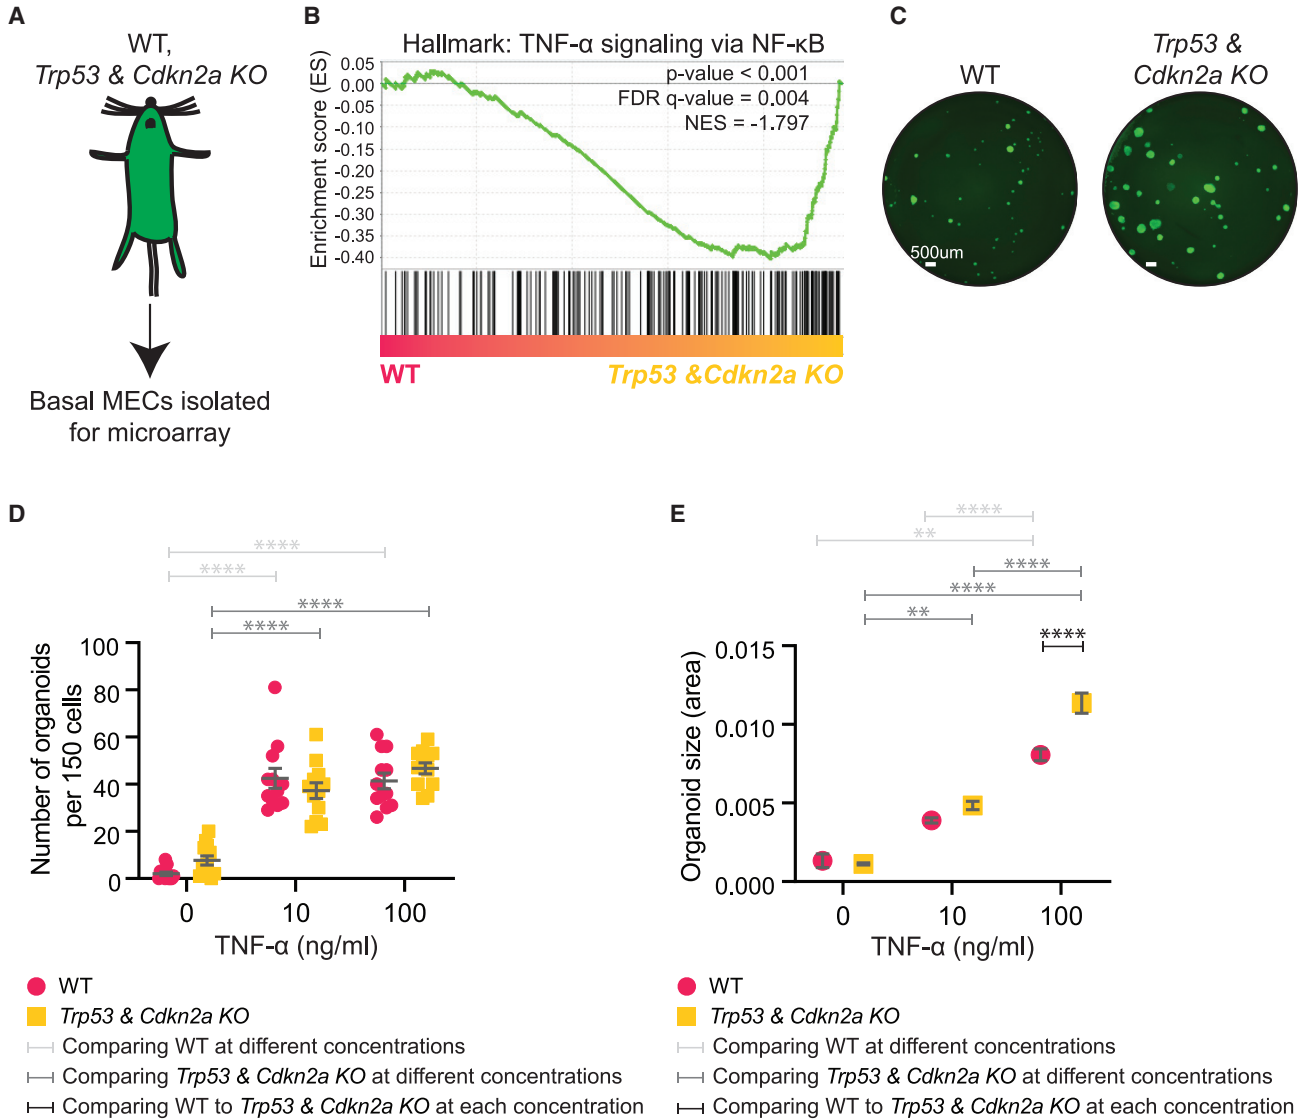 A
WT,
Trp53 & Cdkn2a KO
Basal MECs isolated
for microarray
B
Hallmark: TNF-α signaling via NF-κB
Enrichment score (ES)
0.05
0.00
-0.05
-0.10
-0.15
-0.20
-0.25
-0.30
-0.35
-0.40
p-value < 0.001
FDR q-value = 0.004
NES = -1.797
WT
Trp53 &Cdkn2a KO
C
WT
Trp53 &
Cdkn2a KO
500um
D
****
****
****
****
Number of organoids
per 150 cells
100
80
60
40
20
0
0 10 100
TNF-α (ng/ml)
WT
Trp53 & Cdkn2a KO
Comparing WT at different concentrations
Comparing Trp53 & Cdkn2a KO at different concentrations
Comparing WT to Trp53 & Cdkn2a KO at each concentration
E
****
**
****
****
**
****
Organoid size (area)
0.015
0.010
0.005
0.000
0 10 100
TNF-α (ng/ml)
WT
Trp53 & Cdkn2a KO
Comparing WT at different concentrations
Comparing Trp53 & Cdkn2a KO at different concentrations
Comparing WT to Trp53 & Cdkn2a KO at each concentration